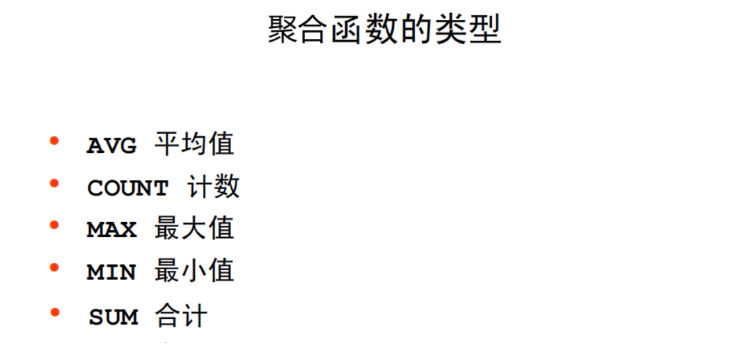 聚合函数的类型
• AVG 平均值
• COUNT 计数
• MAX 最大值
• MIN 最小值
• SUM 合计